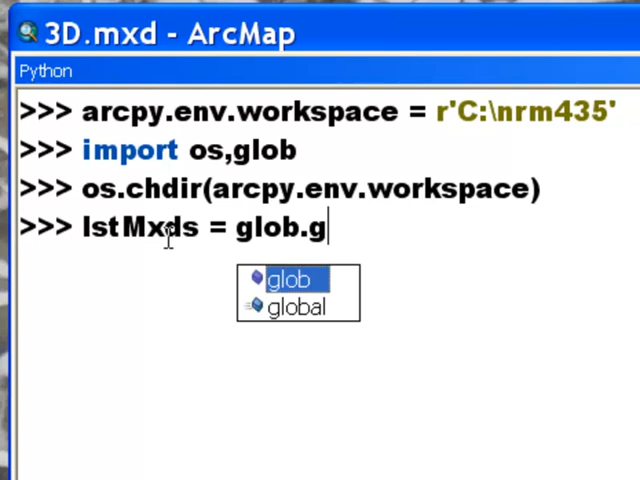 3D.mxd - ArcMap
Python
>>> arcpy.env.workspace = r'C:\nrm435'
>>> import os,glob
>>> os.chdir(arcpy.env.workspace)
>>> lstMxds = glob.g
glob
global